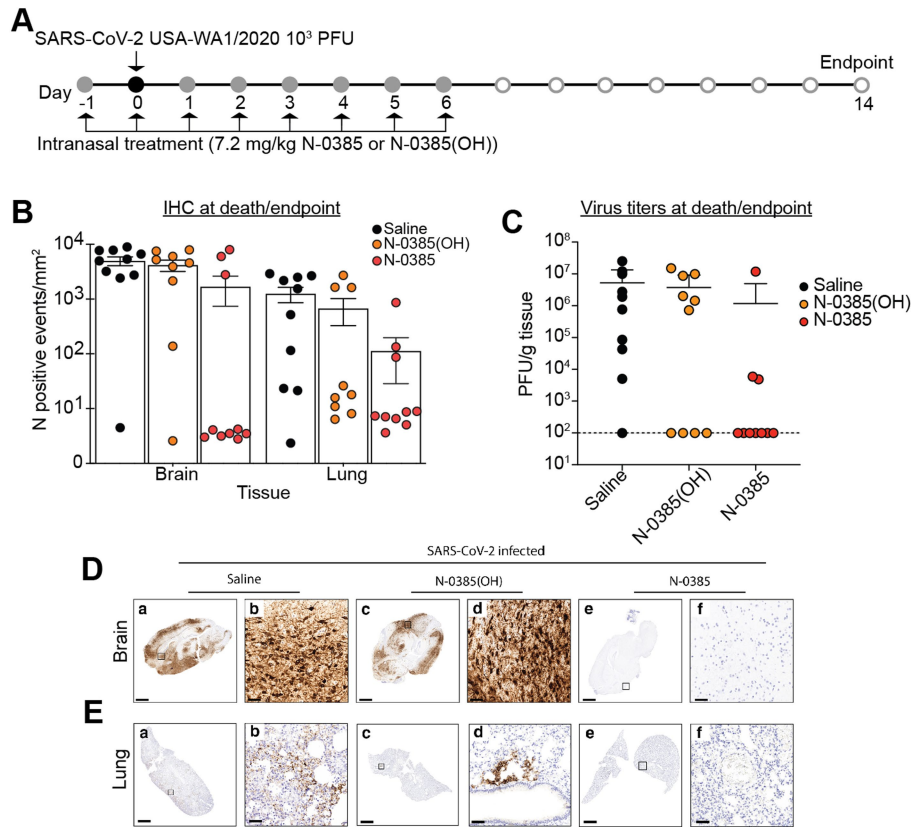 A
SARS-CoV-2 USA-WA1/2020 10³ PFU
Endpoint
Day
-1 0 1 2 3 4 5 6 14
Intranasal treatment (7.2 mg/kg N-0385 or N-0385(OH))
B
IHC at death/endpoint
Saline
N-0385(OH)
N-0385
N positive events/mm²
10⁴
10³
10²
10¹
0
Brain Lung
Tissue
C
Virus titers at death/endpoint
Saline
N-0385(OH)
N-0385
PFU/g tissue
10⁸
10⁷
10⁶
10⁵
10⁴
10³
10²
10¹
Saline
N-0385(OH)
N-0385
D
SARS-CoV-2 infected
Saline N-0385(OH) N-0385
Brain
a b c d e f
E
Lung
a b c d e f